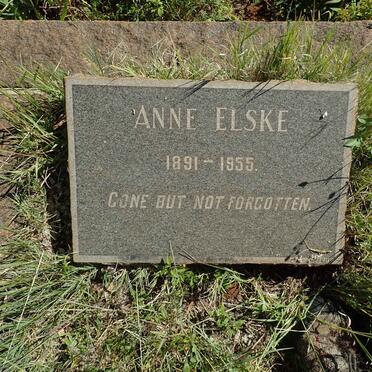 ANNE ELSKE
1891 - 1955.
GONE BUT NOT FORGOTTEN.